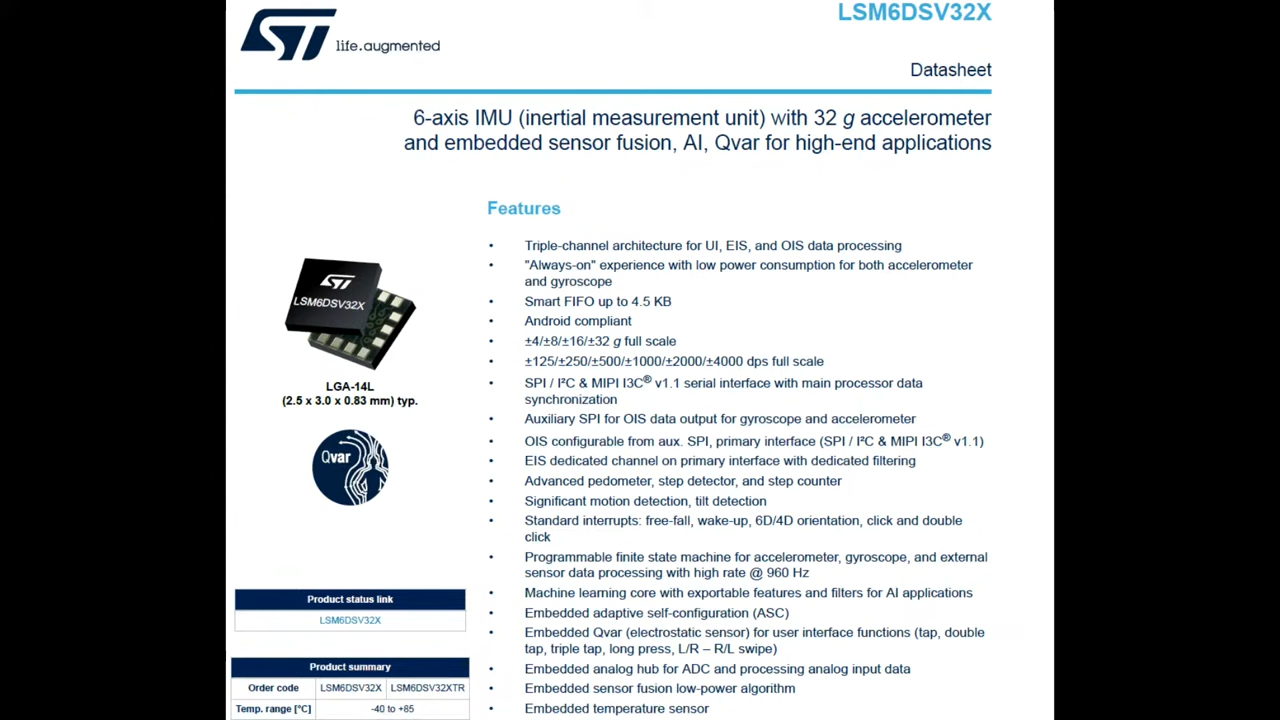 ST life.augmented
LSM6DSV32X
Datasheet
6-axis IMU (inertial measurement unit) with 32 g accelerometer
and embedded sensor fusion, AI, Qvar for high-end applications
ST
LSM6DSV32X
LGA-14L
(2.5 x 3.0 x 0.83 mm) typ.
Qvar
Product status link
LSM6DSV32X
Product summary
Order code LSM6DSV32X LSM6DSV32XTR
Temp. range [°C] -40 to +85
Features
• Triple-channel architecture for UI, EIS, and OIS data processing
• "Always-on" experience with low power consumption for both accelerometer
and gyroscope
• Smart FIFO up to 4.5 KB
• Android compliant
• ±4/±8/±16/±32 g full scale
• ±125/±250/±500/±1000/±2000/±4000 dps full scale
• SPI / I²C & MIPI I3C® v1.1 serial interface with main processor data
synchronization
• Auxiliary SPI for OIS data output for gyroscope and accelerometer
• OIS configurable from aux. SPI, primary interface (SPI / I²C & MIPI I3C® v1.1)
• EIS dedicated channel on primary interface with dedicated filtering
• Advanced pedometer, step detector, and step counter
• Significant motion detection, tilt detection
• Standard interrupts: free-fall, wake-up, 6D/4D orientation, click and double
click
• Programmable finite state machine for accelerometer, gyroscope, and external
sensor data processing with high rate @ 960 Hz
• Machine learning core with exportable features and filters for AI applications
• Embedded adaptive self-configuration (ASC)
• Embedded Qvar (electrostatic sensor) for user interface functions (tap, double
tap, triple tap, long press, L/R – R/L swipe)
• Embedded analog hub for ADC and processing analog input data
• Embedded sensor fusion low-power algorithm
• Embedded temperature sensor